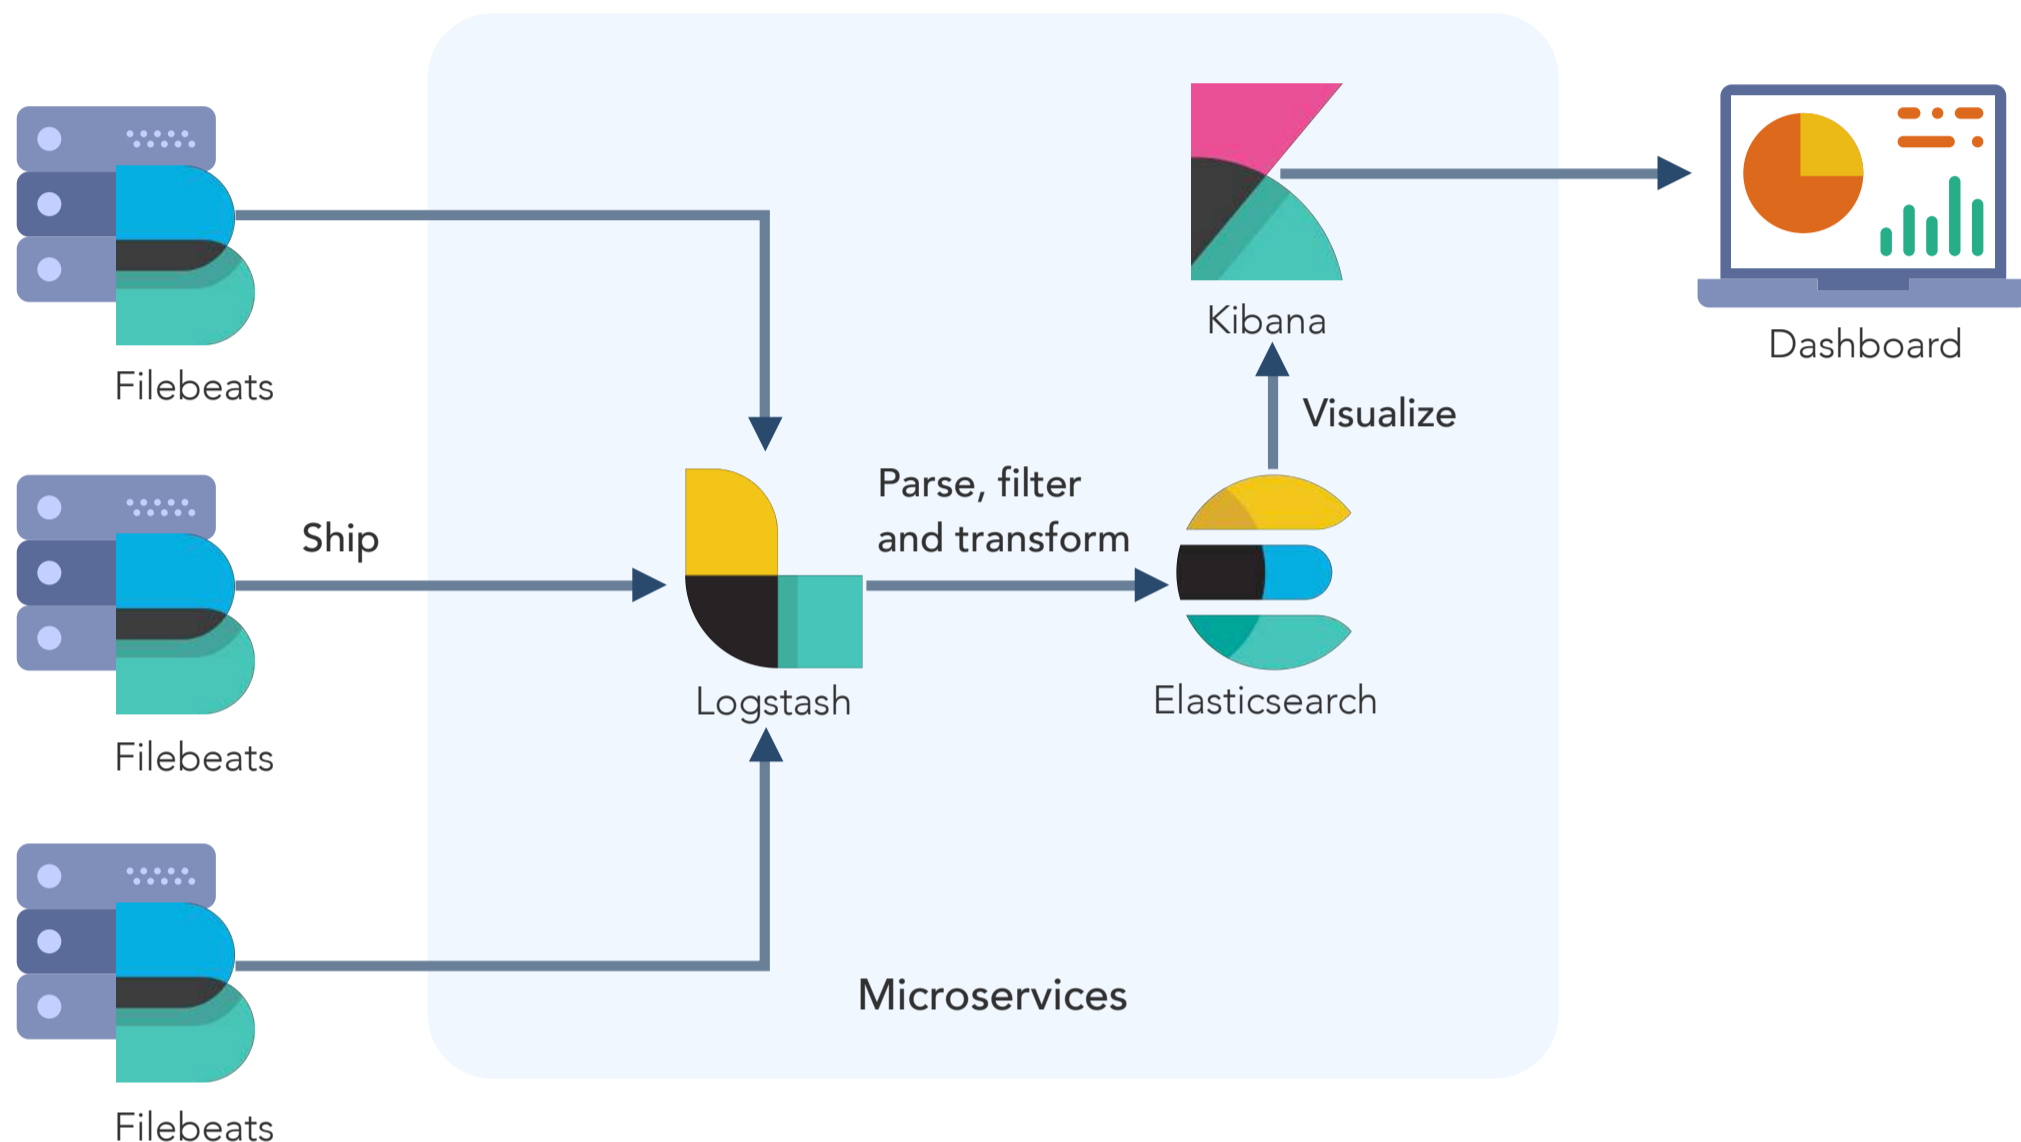 Filebeats
Ship
Filebeats
Filebeats
Logstash
Parse, filter
and transform
Elasticsearch
Visualize
Kibana
Dashboard
Microservices